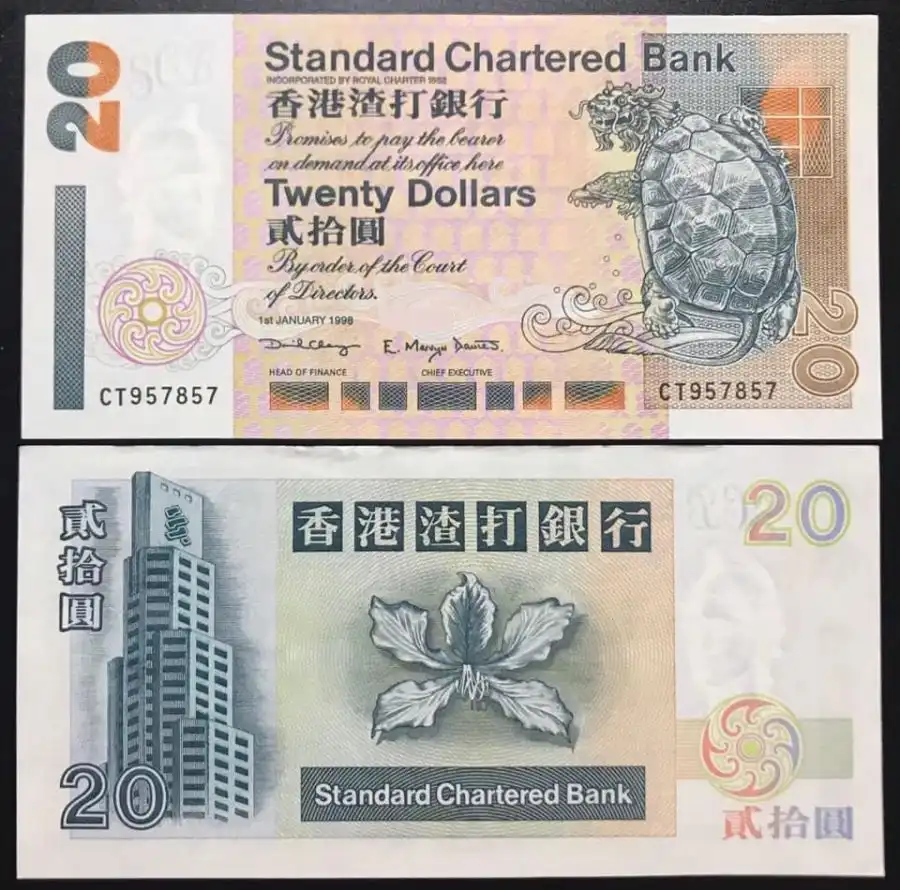 20
SCB
Standard Chartered Bank
INCORPORATED BY ROYAL CHARTER 1853
香港渣打銀行
Promises to pay the bearer
on demand at its office here
Twenty Dollars
貳拾圓
By order of the Court
of Directors.
1st JANUARY 1998
HEAD OF FINANCE
CHIEF EXECUTIVE
CT957857
CT957857
20
貳拾圓
20
香港渣打銀行
Standard Chartered Bank
20
貳拾圓